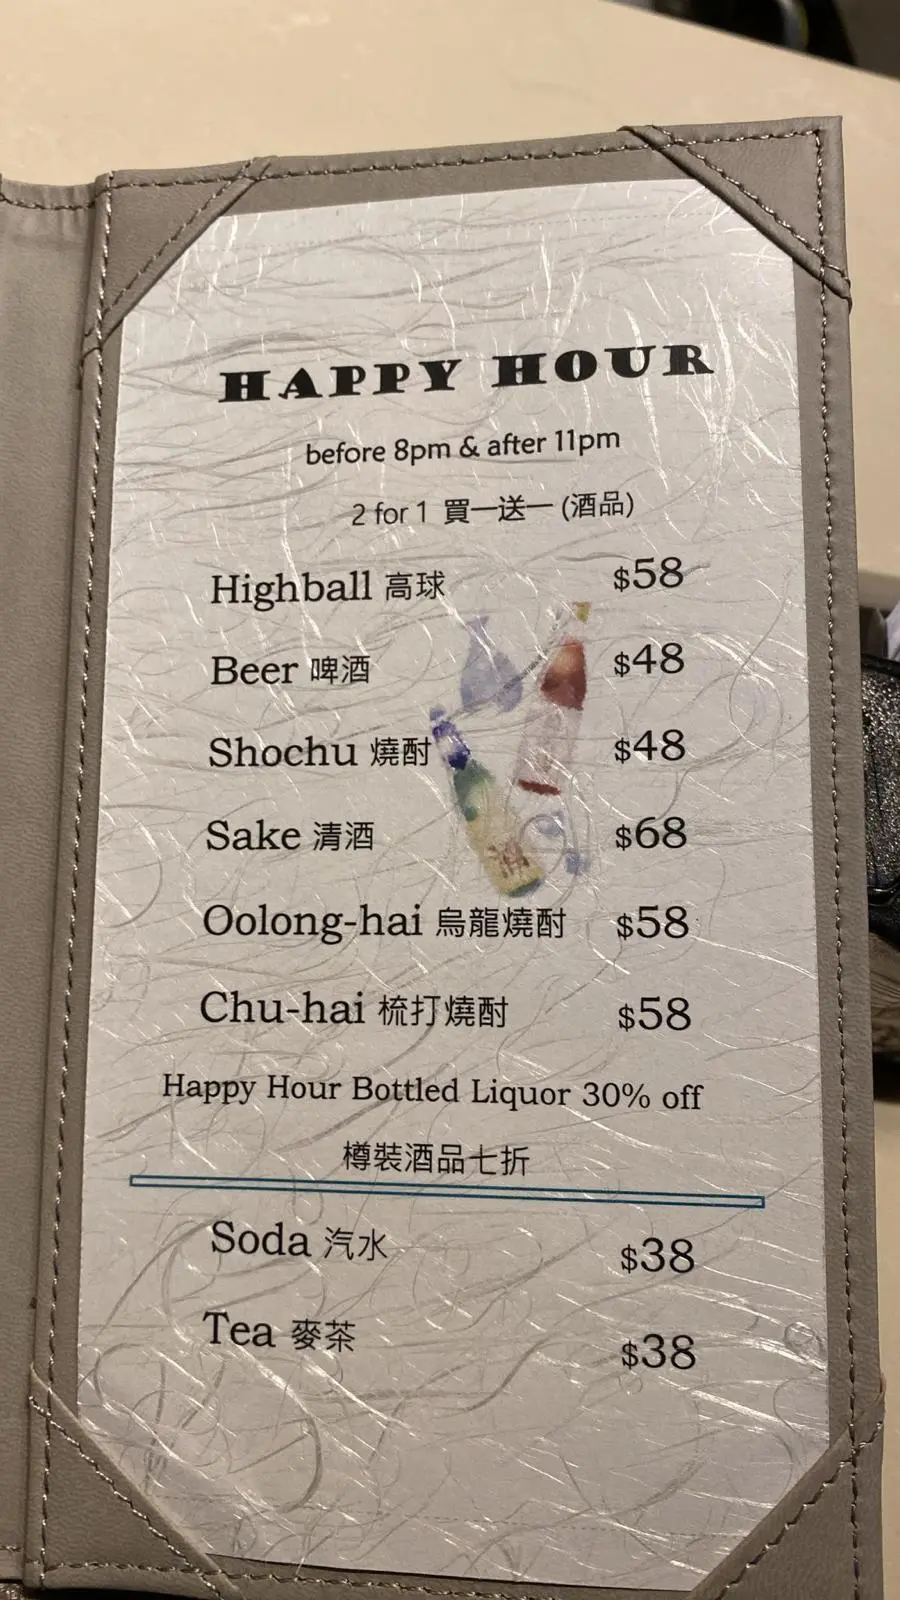 HAPPY HOUR
before 8pm & after 11pm
2 for 1 買一送一 (酒品)
Highball 高球 $58
Beer 啤酒 $48
Shochu 燒酎 $48
Sake 清酒 $68
Oolong-hai 烏龍燒酎 $58
Chu-hai 梳打燒酎 $58
Happy Hour Bottled Liquor 30% off
樽裝酒品七折
Soda 汽水 $38
Tea 麥茶 $38